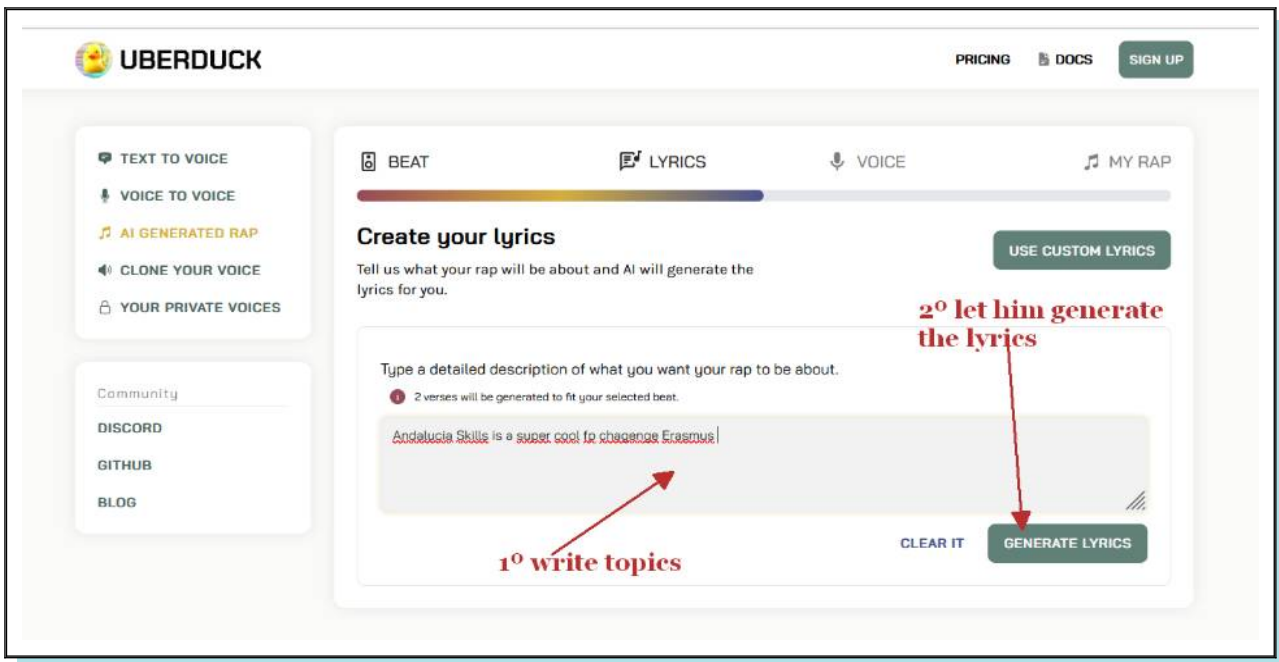 UBERDUCK
PRICING
DOCS
SIGN UP
TEXT TO VOICE
VOICE TO VOICE
AI GENERATED RAP
CLONE YOUR VOICE
YOUR PRIVATE VOICES
Community
DISCORD
GITHUB
BLOG
BEAT
LYRICS
VOICE
MY RAP
Create your lyrics
Tell us what your rap will be about and AI will generate the
lyrics for you.
USE CUSTOM LYRICS
2º let him generate
the lyrics
Type a detailed description of what you want your rap to be about.
2 verses will be generated to fit your selected beat.
Andalucia Skills is a super cool fp chagenge Erasmus
1º write topics
CLEAR IT
GENERATE LYRICS